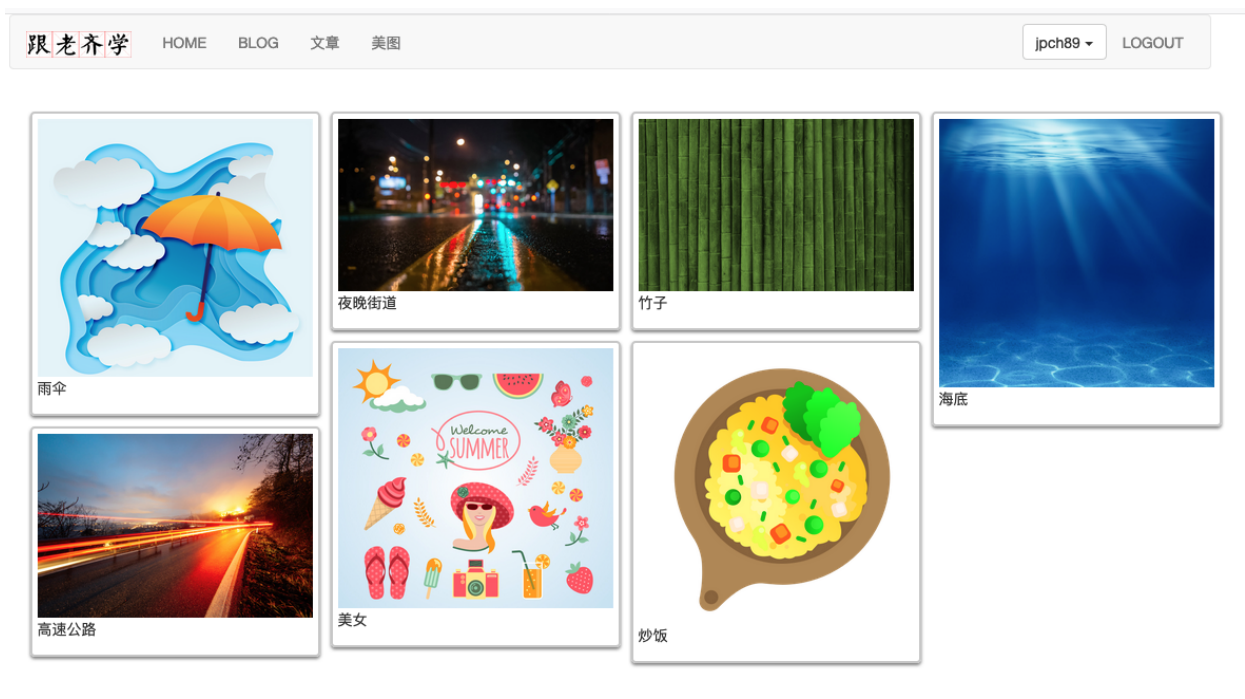 跟老齐学 HOME BLOG 文章 美图 jpch89 LOGOUT
雨伞
夜晚街道
竹子
海底
高速公路
Welcome
SUMMER
美女
炒饭